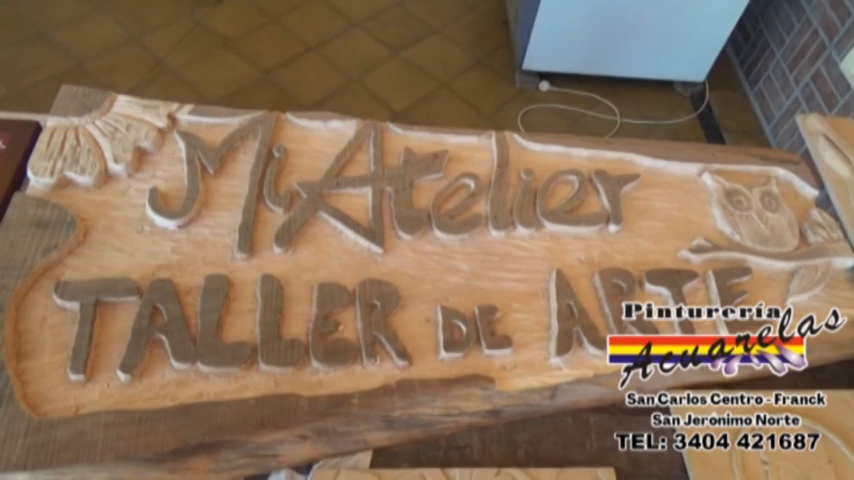 Mi Atelier
TALLER DE ARTE
Pinturería
Acuarelas
San Carlos Centro - Franck
San Jerónimo Norte
TEL: 3404 421687